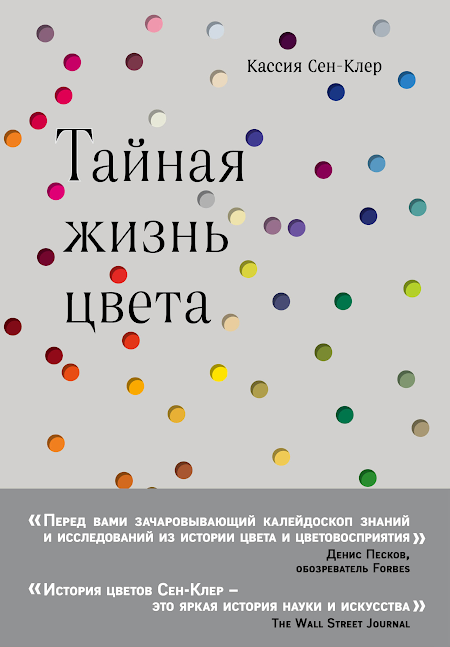 Кассия Сен-Клер
Тайная
жизнь
цвета
«Перед вами зачаровывающий калейдоскоп знаний
и исследований из истории цвета и цветовосприятия»
Денис Песков,
обозреватель Forbes
«История цветов Сен-Клер –
это яркая история науки и искусства»
The Wall Street Journal